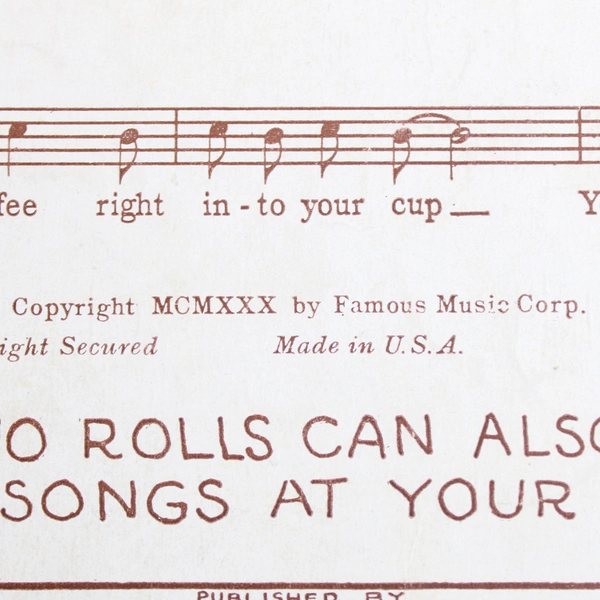 fee right in - to your cup Y
Copyright MCMXXX by Famous Music Corp.
ight Secured Made in U.S.A.
O ROLLS CAN ALSO
SONGS AT YOUR
PUBLISHED BY